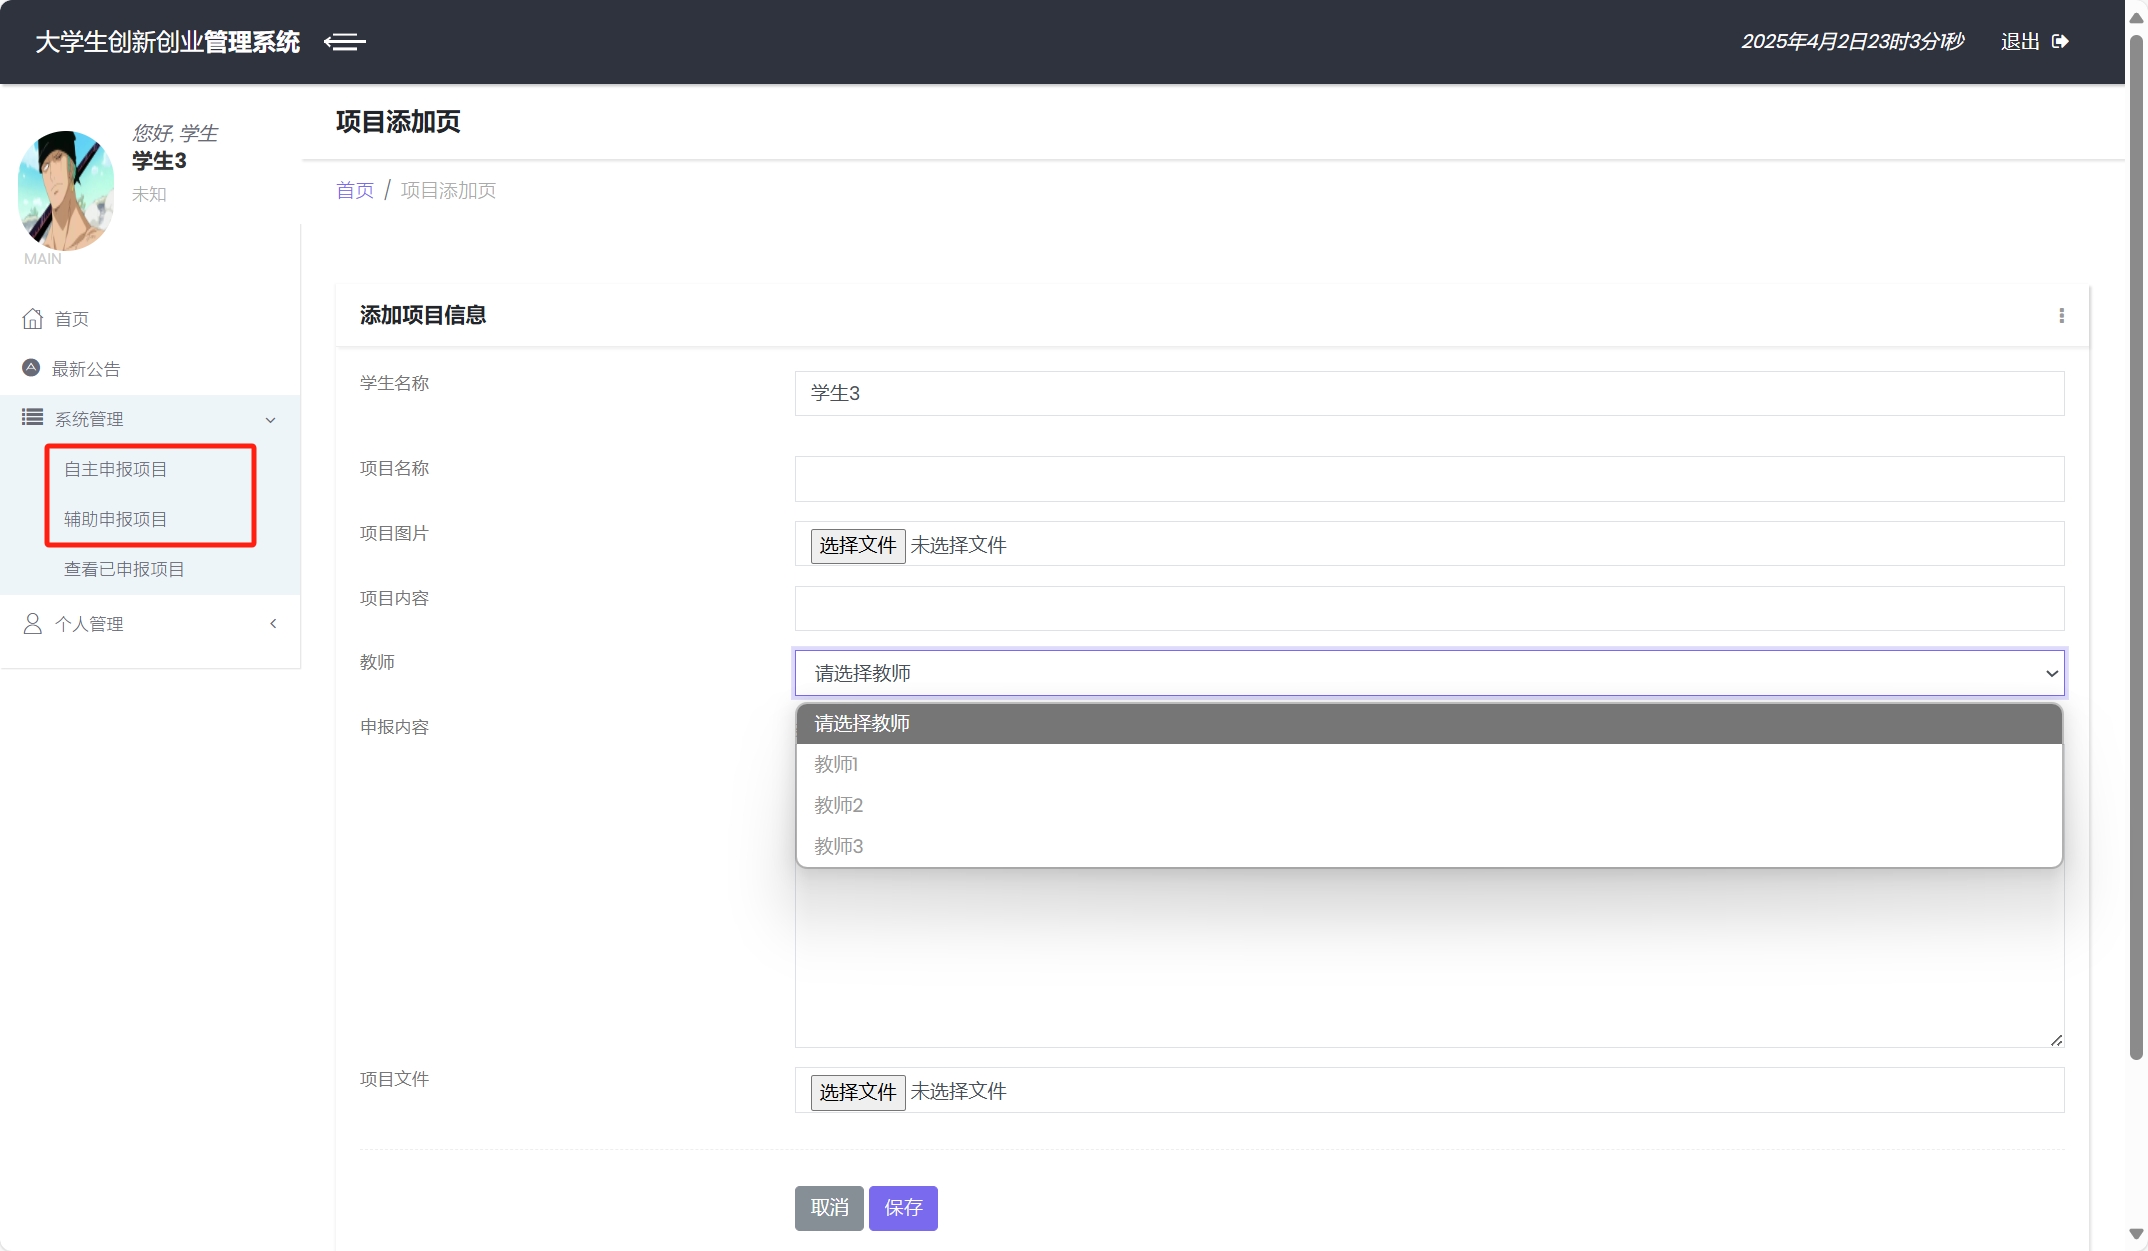 大学生创新创业管理系统
2025年4月2日23时3分1秒
退出
您好, 学生
学生3
未知
MAIN
首页
最新公告
系统管理
自主申报项目
辅助申报项目
查看已申报项目
个人管理
项目添加页
首页 / 项目添加页
添加项目信息
学生名称
学生3
项目名称
项目图片
选择文件 未选择文件
项目内容
教师
请选择教师
请选择教师
教师1
教师2
教师3
申报内容
项目文件
选择文件 未选择文件
取消
保存